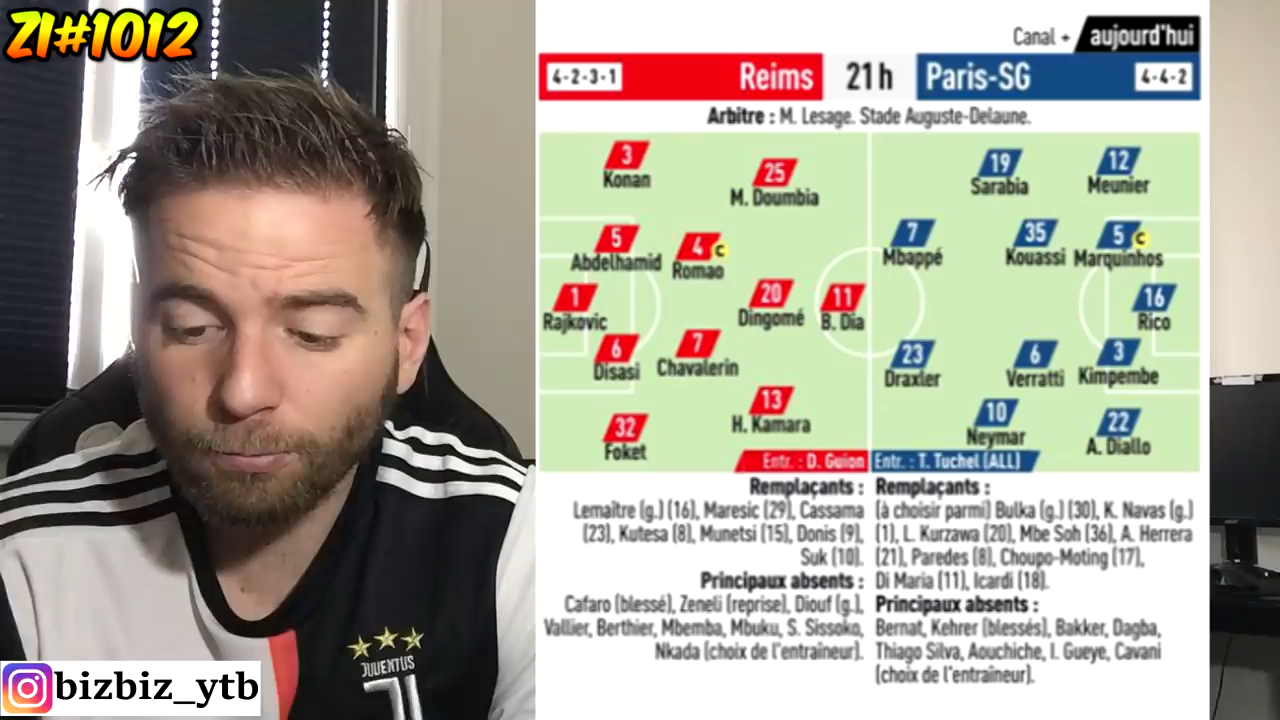 ZI#1012
Canal + aujourd'hui
4-2-3-1 Reims 21 h Paris-SG 4-4-2
Arbitre : M. Lesage. Stade Auguste-Delaune.
3
Konan
25
M. Doumbia
19
Sarabia
12
Meunier
5
Abdelhamid
4 C
Romao
7
Mbappé
35
Kouassi
5 C
Marquinhos
1
Rajkovic
20
Dingomé
11
B. Dia
16
Rico
6
Disasi
7
Chavalerin
23
Draxler
6
Verratti
3
Kimpembe
32
Foket
13
H. Kamara
10
Neymar
22
A. Diallo
Entr. : D. Guion
Entr. : T. Tuchel (ALL)
Remplaçants :
Lemaître (g.) (16), Maresic (29), Cassama
(23), Kutesa (8), Munetsi (15), Donis (9),
Suk (10).
Principaux absents :
Cafaro (blessé), Zeneli (reprise), Diouf (g.),
Vallier, Berthier, Mbemba, Mbuku, S. Sissoko,
Nkada (choix de l'entraîneur).
Remplaçants :
(à choisir parmi) Bulka (g.) (30), K. Navas (g.)
(1), L. Kurzawa (20), Mbe Soh (36), A. Herrera
(21), Paredes (8), Choupo-Moting (17),
Di Maria (11), Icardi (18).
Principaux absents :
Bernat, Kehrer (blessés), Bakker, Dagba,
Thiago Silva, Aouchiche, I. Gueye, Cavani
(choix de l'entraîneur).
JUVENTUS
bizbiz_ytb